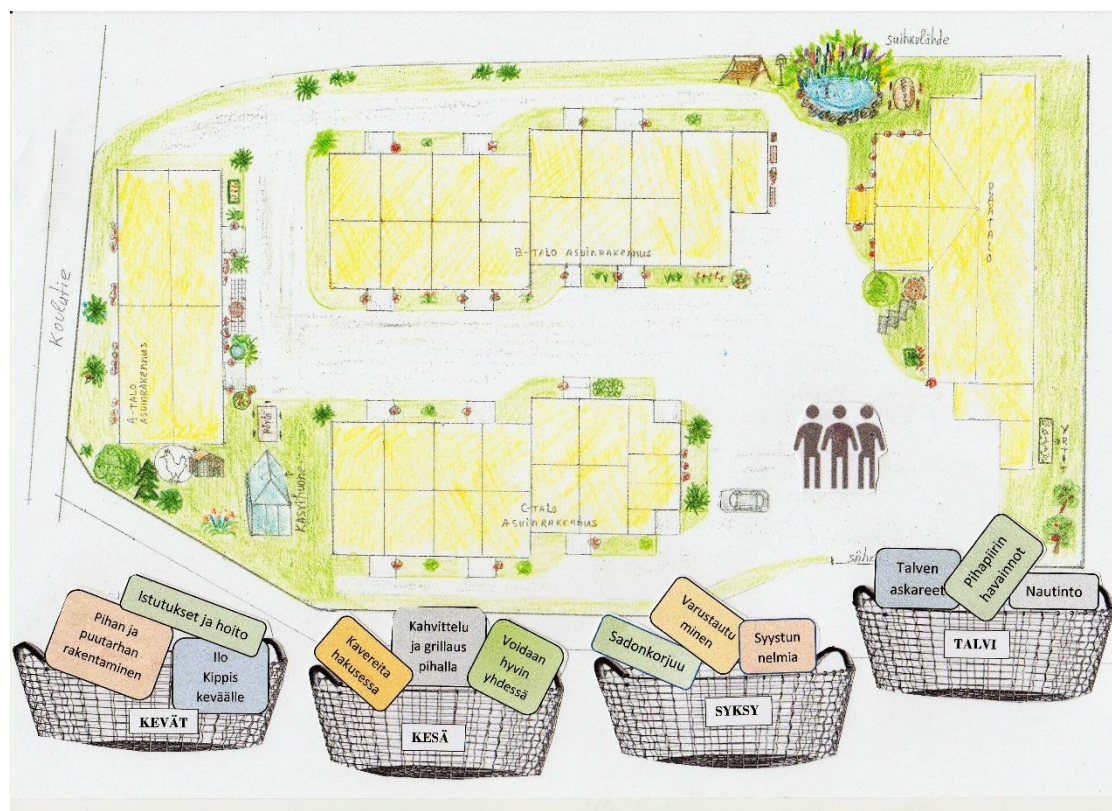 suihkulähde
Koulutie
A-TALO
ASUINRAKENNUS
B-TALO ASUINRAKENNUS
PÄÄTALO
KASVIHUONE
C-TALO
ASUINRAKENNUS
YRTIT
Pihan ja
puutarhan
rakentaminen
Istutukset ja hoito
Ilo
Kippis
keväälle
KEVÄT
Kavereita
hakusessa
Kahvittelu
ja grillaus
pihalla
Voidaan
hyvin
yhdessä
KESÄ
Sadonkorjuu
Varustautu
minen
Syystun
nelmia
SYKSY
Talven
askareet
Pihapiirin
havainnot
Nautinto
TALVI